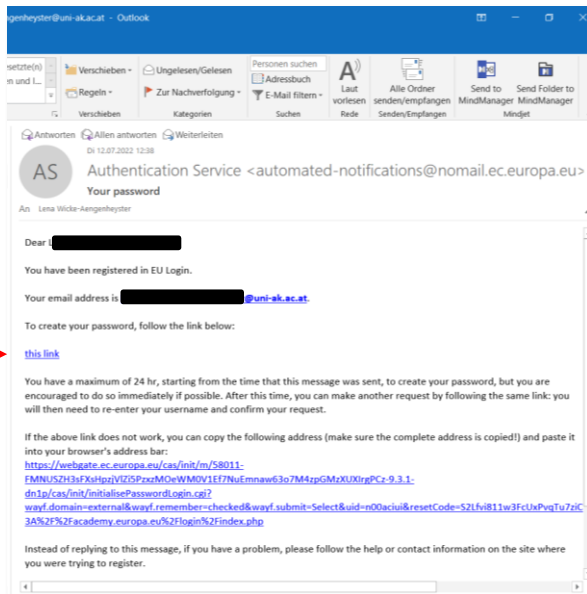 ngenheyster@uni-ak.ac.at - Outlook
esetzte(n) Verschieben Ungelesen/Gelesen Personen suchen
en und I... Regeln Zur Nachverfolgung Adressbuch E-Mail filtern
Laut vorlesen Alle Ordner senden/empfangen Send to MindManager Send Folder to MindManager
Verschieben Kategorien Suchen Rede Senden/Empfangen Mindjet
Antworten Allen antworten Weiterleiten
Di 12.07.2022 12:38
AS Authentication Service <automated-notifications@nomail.ec.europa.eu>
Your password
An Lena Wicke-Aengenheyster
Dear L
You have been registered in EU Login.
Your email address is @uni-ak.ac.at.
To create your password, follow the link below:
this link
You have a maximum of 24 hr, starting from the time that this message was sent, to create your password, but you are
encouraged to do so immediately if possible. After this time, you can make another request by following the same link: you
will then need to re-enter your username and confirm your request.
If the above link does not work, you can copy the following address (make sure the complete address is copied!) and paste it
into your browser's address bar:
https://webgate.ec.europa.eu/cas/init/m/58011-
FMNUSZH3sFXsHpzjVlZi5PzxzMOeWM0V1Ef7NuEmnaw63o7M4zpGMzXUXIrgPCz-9.3.1-
dn1p/cas/init/initialisePasswordLogin.cgi?
wayf.domain=external&wayf.remember=checked&wayf.submit=Select&uid=n00aciui&resetCode=S2Lfvi811w3FcUxPvqTu7ziC
3A%2F%2Facademy.europa.eu%2Flogin%2Findex.php
Instead of replying to this message, if you have a problem, please follow the help or contact information on the site where
you were trying to register.